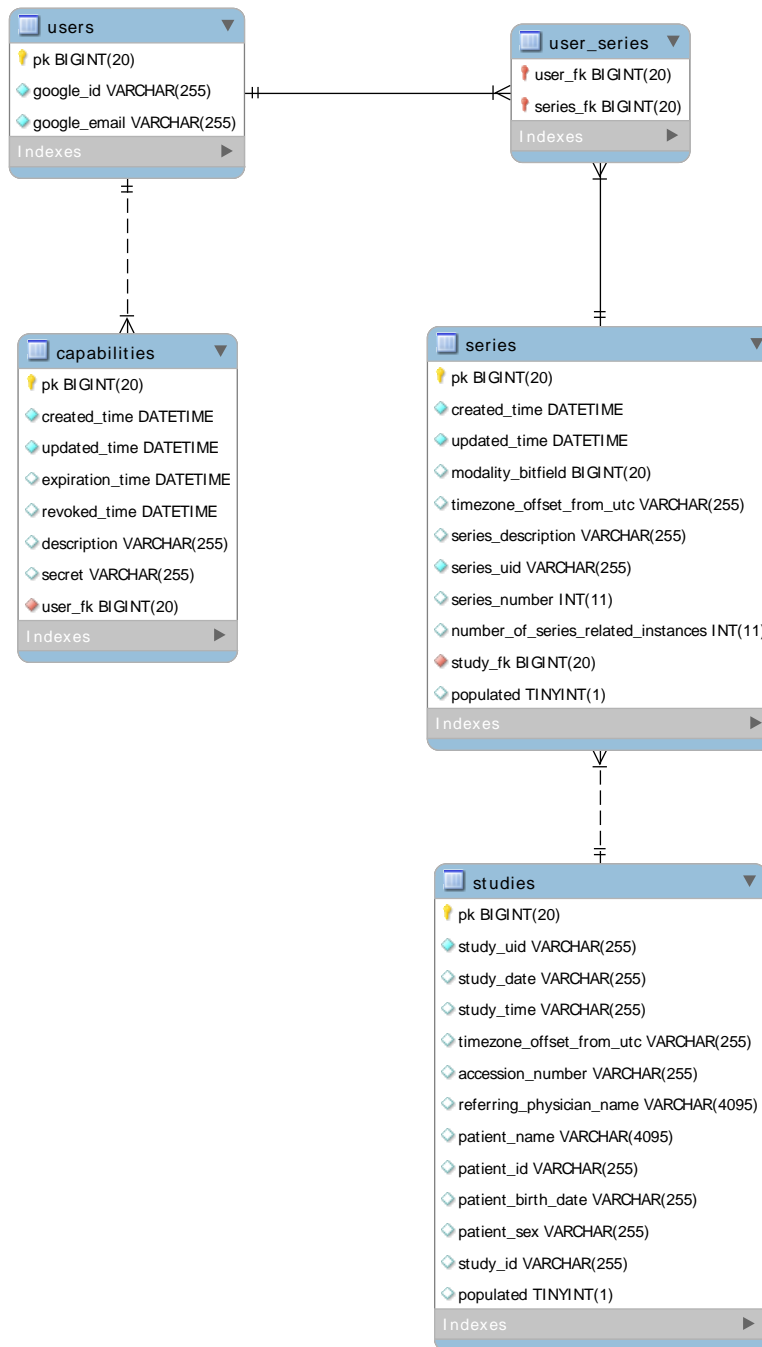 users
pk BIGINT(20)
google_id VARCHAR(255)
google_email VARCHAR(255)
Indexes
user_series
user_fk BIGINT(20)
series_fk BIGINT(20)
Indexes
capabilities
pk BIGINT(20)
created_time DATETIME
updated_time DATETIME
expiration_time DATETIME
revoked_time DATETIME
description VARCHAR(255)
secret VARCHAR(255)
user_fk BIGINT(20)
Indexes
series
pk BIGINT(20)
created_time DATETIME
updated_time DATETIME
modality_bitfield BIGINT(20)
timezone_offset_from_utc VARCHAR(255)
series_description VARCHAR(255)
series_uid VARCHAR(255)
series_number INT(11)
number_of_series_related_instances INT(11)
study_fk BIGINT(20)
populated TINYINT(1)
Indexes
studies
pk BIGINT(20)
study_uid VARCHAR(255)
study_date VARCHAR(255)
study_time VARCHAR(255)
timezone_offset_from_utc VARCHAR(255)
accession_number VARCHAR(255)
referring_physician_name VARCHAR(4095)
patient_name VARCHAR(4095)
patient_id VARCHAR(255)
patient_birth_date VARCHAR(255)
patient_sex VARCHAR(255)
study_id VARCHAR(255)
populated TINYINT(1)
Indexes